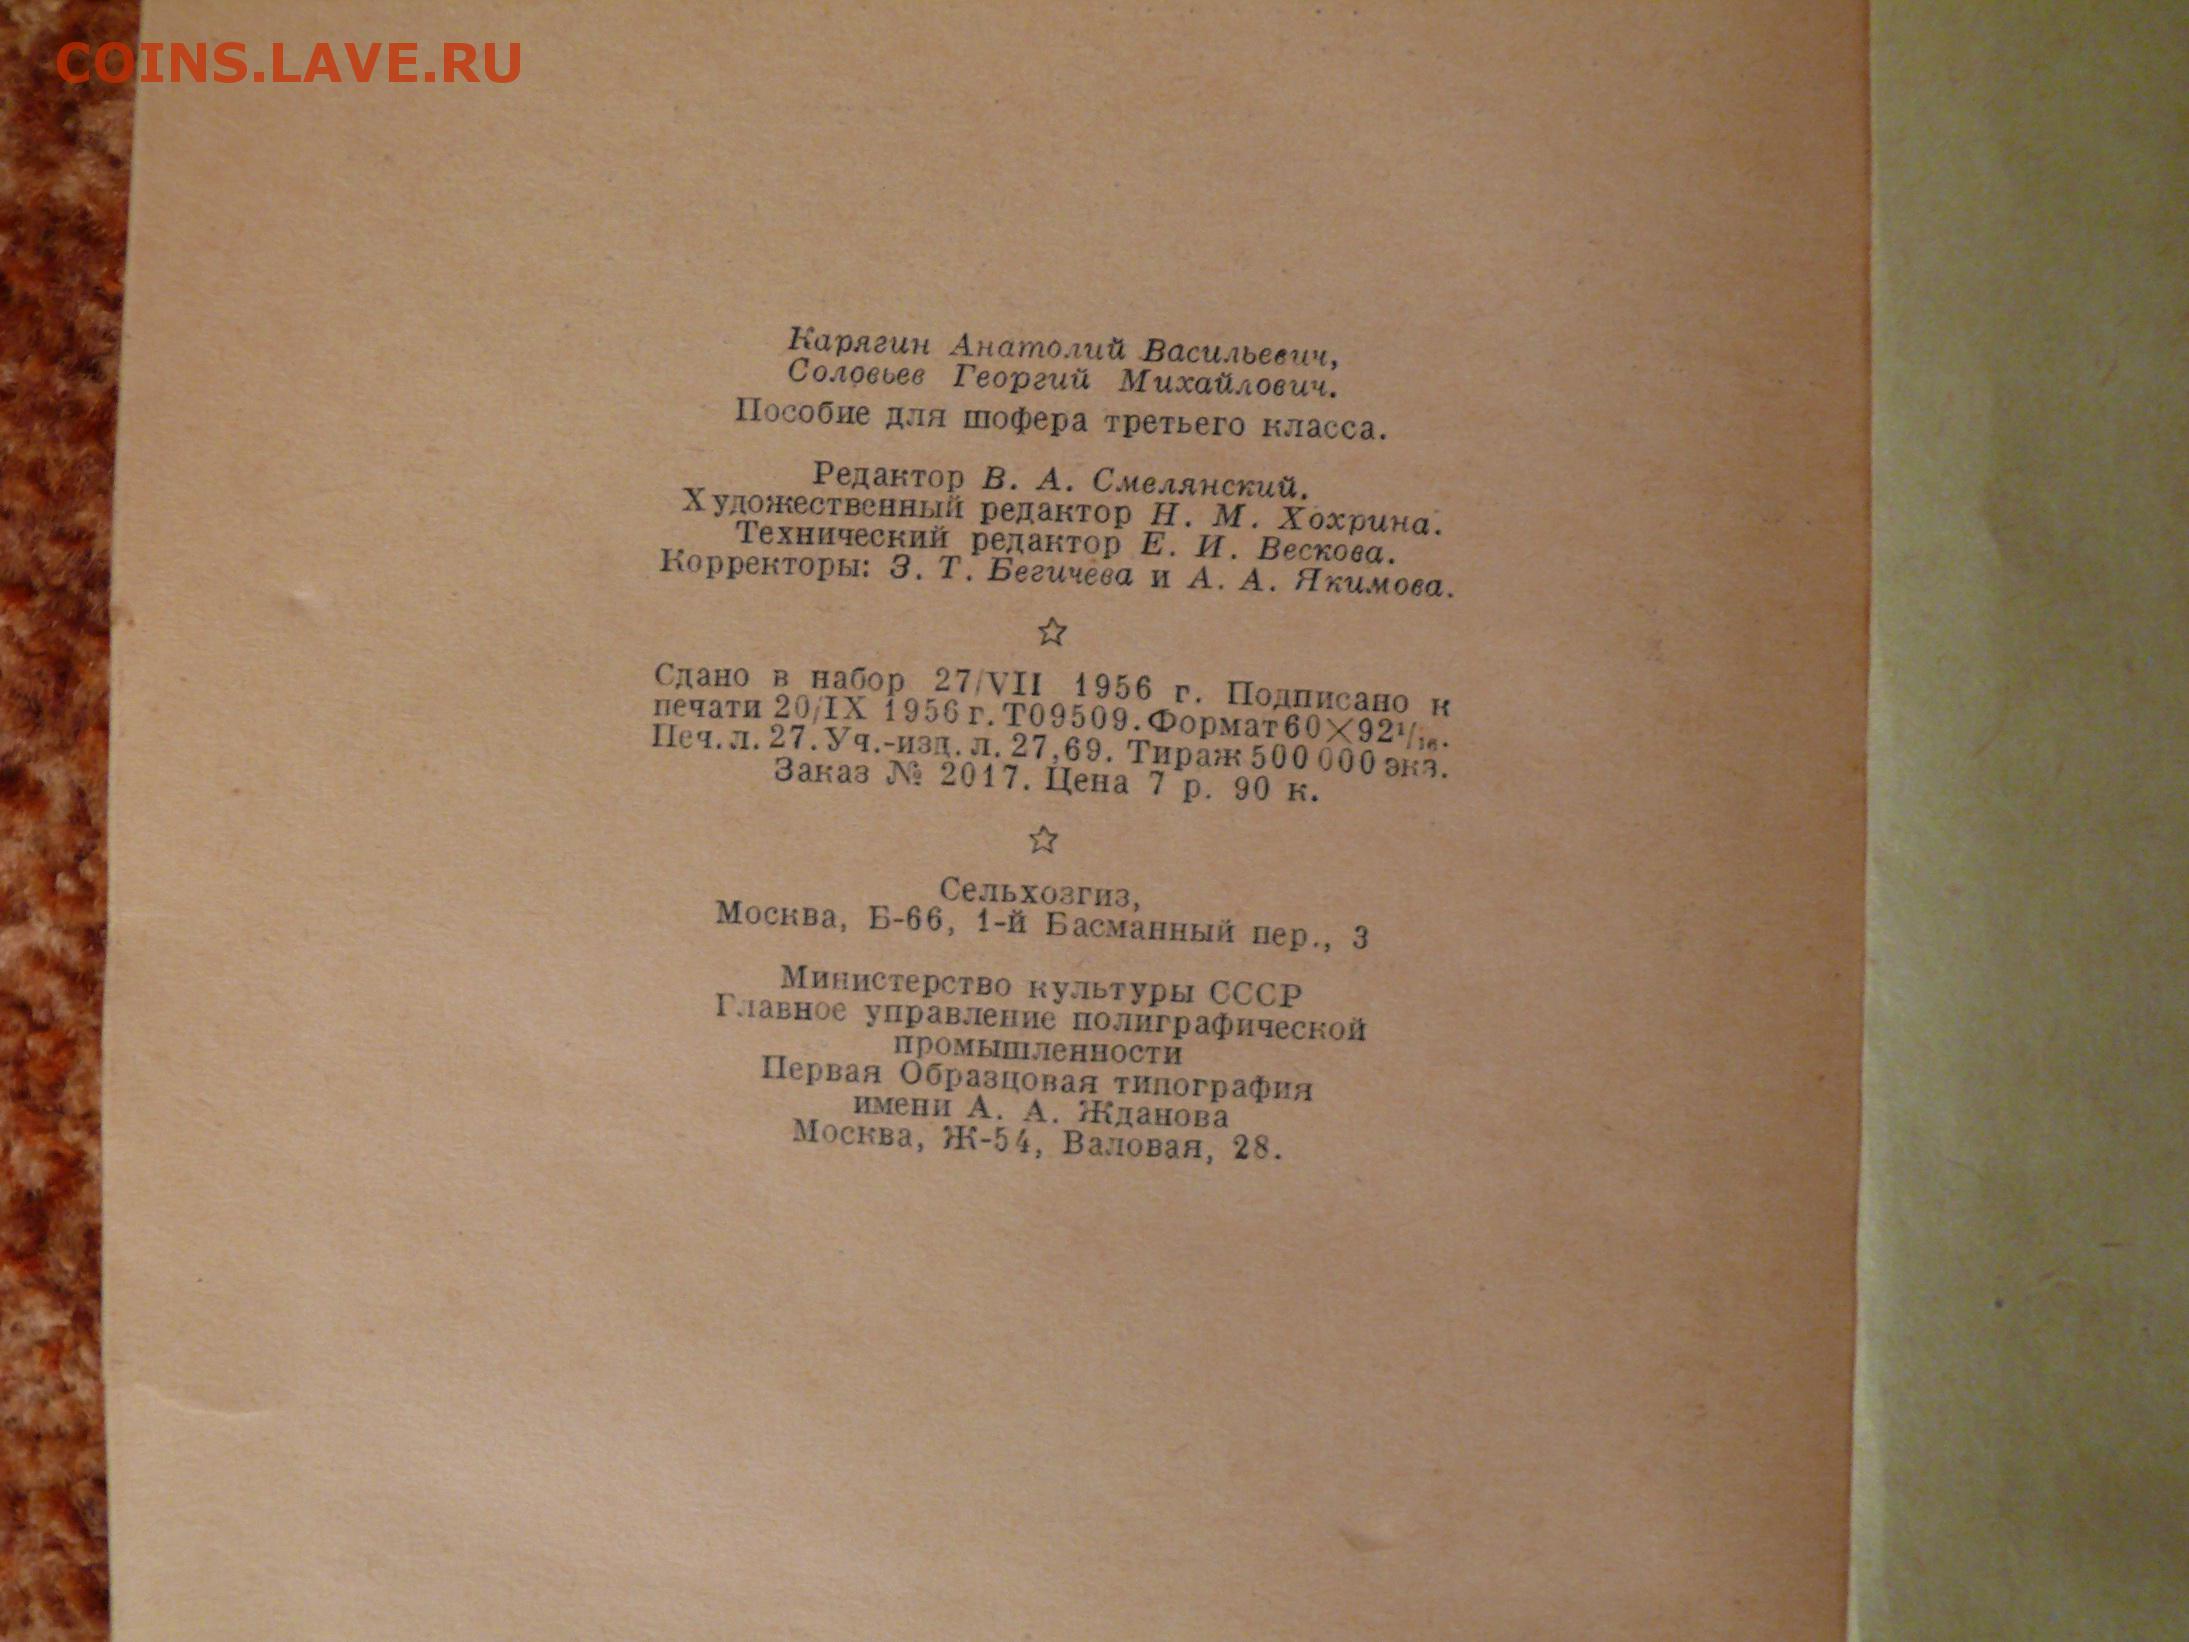 COINS.LAVE.RU
Карягин Анатолий Васильевич,
Соловьев Георгий Михайлович.
Пособие для шофера третьего класса.
Редактор В. А. Смелянский.
Художественный редактор Н. М. Хохрина.
Технический редактор Е. И. Вескова.
Корректоры: З. Т. Бегичева и А. А. Якимова.
☆
Сдано в набор 27/VII 1956 г. Подписано к
печати 20/IX 1956 г. Т09509. Формат 60×92¹/₁₆.
Печ. л. 27. Уч.-изд. л. 27,69. Тираж 500 000 экз.
Заказ № 2017. Цена 7 р. 90 к.
☆
Сельхозгиз,
Москва, Б-66, 1-й Басманный пер., 3
Министерство культуры СССР
Главное управление полиграфической
промышленности
Первая Образцовая типография
имени А. А. Жданова
Москва, Ж-54, Валовая, 28.